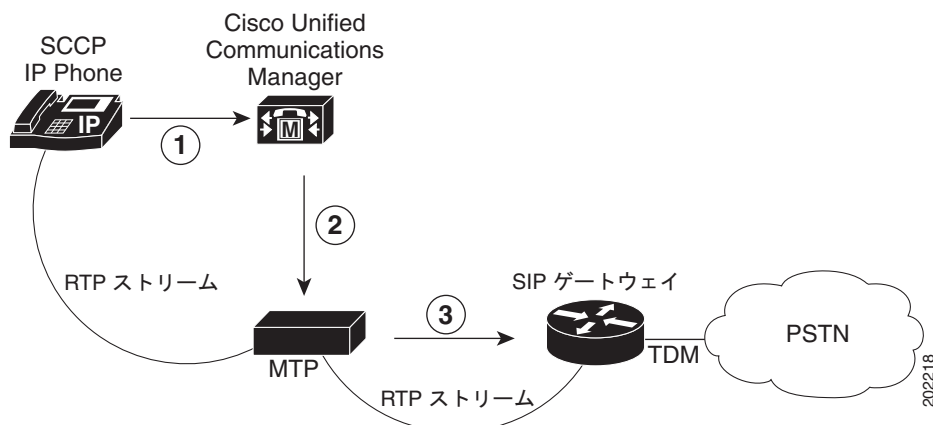 Cisco Unified
Communications
Manager
SCCP
IP Phone
IP
M
1
2
RTP ストリーム
SIP ゲートウェイ
3
MTP
TDM
PSTN
RTP ストリーム
202218